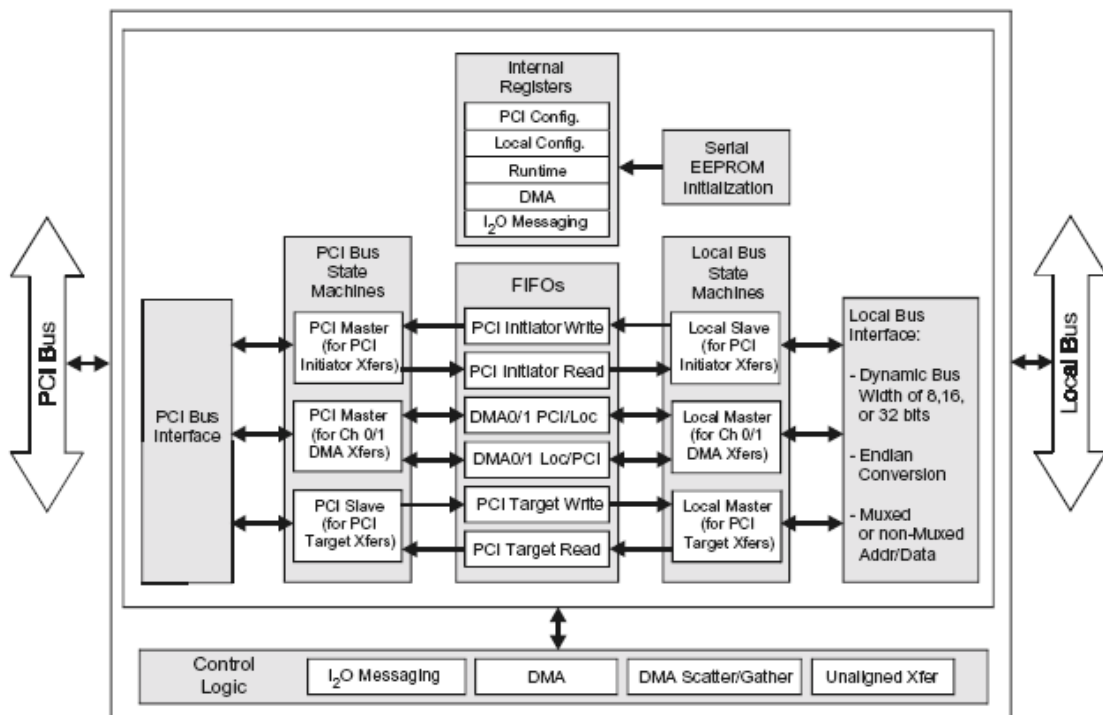 Internal
Registers
PCI Config.
Local Config.
Runtime
DMA
I₂O Messaging
Serial
EEPROM
Initialization
PCI Bus
PCI Bus
Interface
PCI Bus
State
Machines
PCI Master
(for PCI
Initiator Xfers)
PCI Master
(for Ch 0/1
DMA Xfers)
PCI Slave
(for PCI
Target Xfers)
FIFOs
PCI Initiator Write
PCI Initiator Read
DMA0/1 PCI/Loc
DMA0/1 Loc/PCI
PCI Target Write
PCI Target Read
Local Bus
State
Machines
Local Slave
(for PCI
Initiator Xfers)
Local Master
(for Ch 0/1
DMA Xfers)
Local Master
(for PCI
Target Xfers)
Local Bus
Interface:
- Dynamic Bus
Width of 8,16,
or 32 bits
- Endian
Conversion
- Muxed
or non-Muxed
Addr/Data
Local Bus
Control
Logic
I₂O Messaging
DMA
DMA Scatter/Gather
Unaligned Xfer